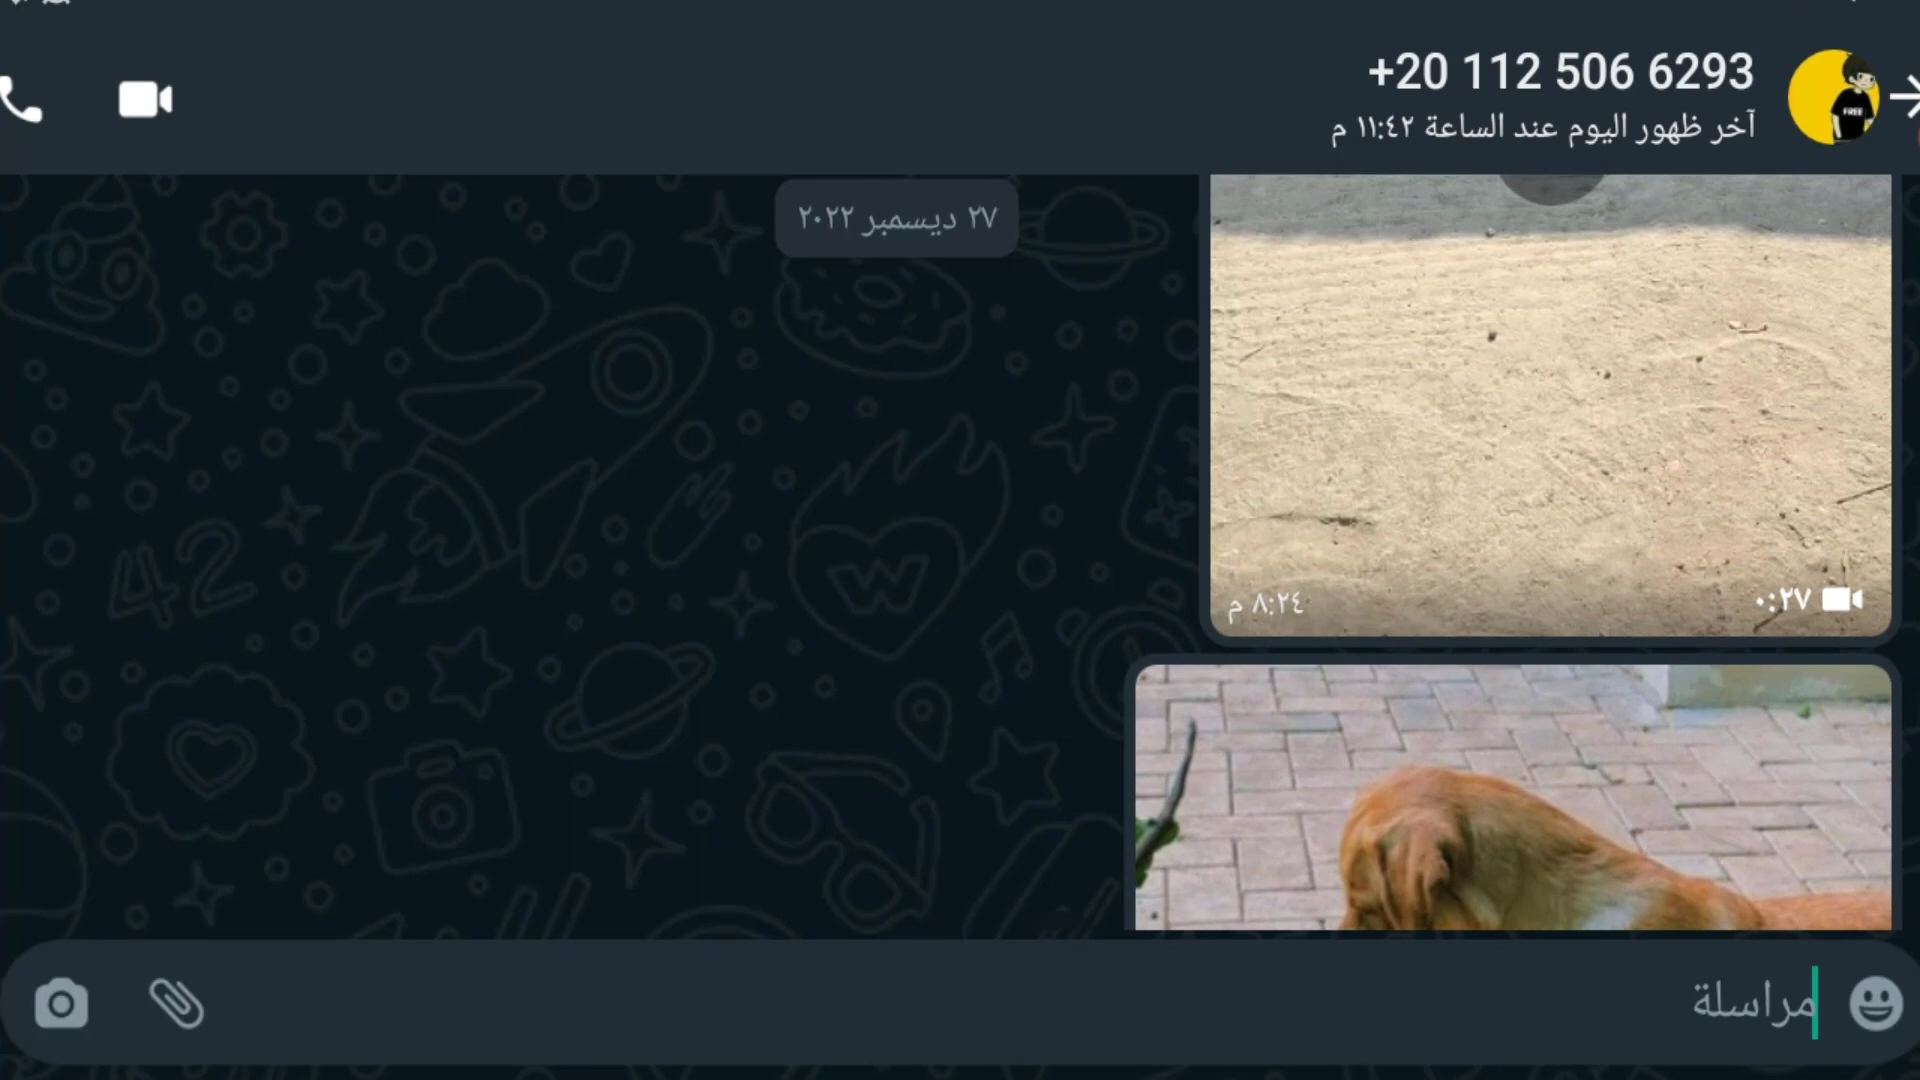 +20 112 506 6293
آخر ظهور اليوم عند الساعة ١١:٤٢ م
FREE
٢٧ ديسمبر ٢٠٢٢
٠:٢٧
٨:٢٤ م
مراسلة